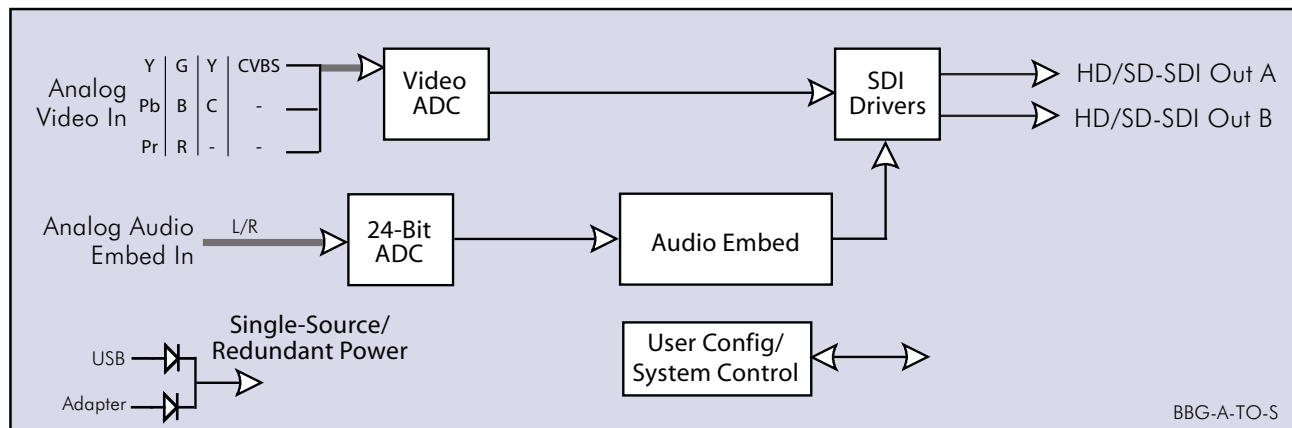 Analog
Video In
Y G Y CVBS
Pb B C -
Pr R - -
Video
ADC
SDI
Drivers
HD/SD-SDI Out A
HD/SD-SDI Out B
Analog Audio
Embed In
L/R
24-Bit
ADC
Audio Embed
Single-Source/
Redundant Power
USB
Adapter
User Config/
System Control
BBG-A-TO-S